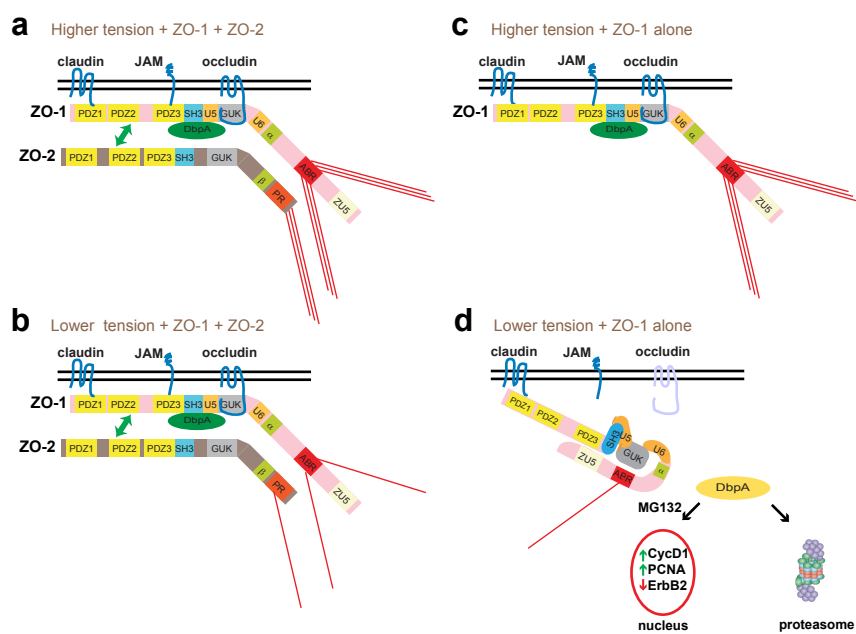 a Higher tension + ZO-1 + ZO-2
claudin JAM occludin
ZO-1 PDZ1 PDZ2 PDZ3 SH3 U5 GUK
DbpA U6 α
ZO-2 PDZ1 PDZ2 PDZ3 SH3 GUK ABR
β PR ZU5
b Lower tension + ZO-1 + ZO-2
claudin JAM occludin
ZO-1 PDZ1 PDZ2 PDZ3 SH3 U5 GUK
DbpA U6 α
ZO-2 PDZ1 PDZ2 PDZ3 SH3 GUK ABR
β PR ZU5
c Higher tension + ZO-1 alone
claudin JAM occludin
ZO-1 PDZ1 PDZ2 PDZ3 SH3 U5 GUK
DbpA U6 α
ABR
ZU5
d Lower tension + ZO-1 alone
claudin JAM occludin
PDZ1 PDZ2 PDZ3 SH3 U5
GUK U6
ZU5 ABR α
DbpA
MG132
CycD1
PCNA
ErbB2
nucleus proteasome